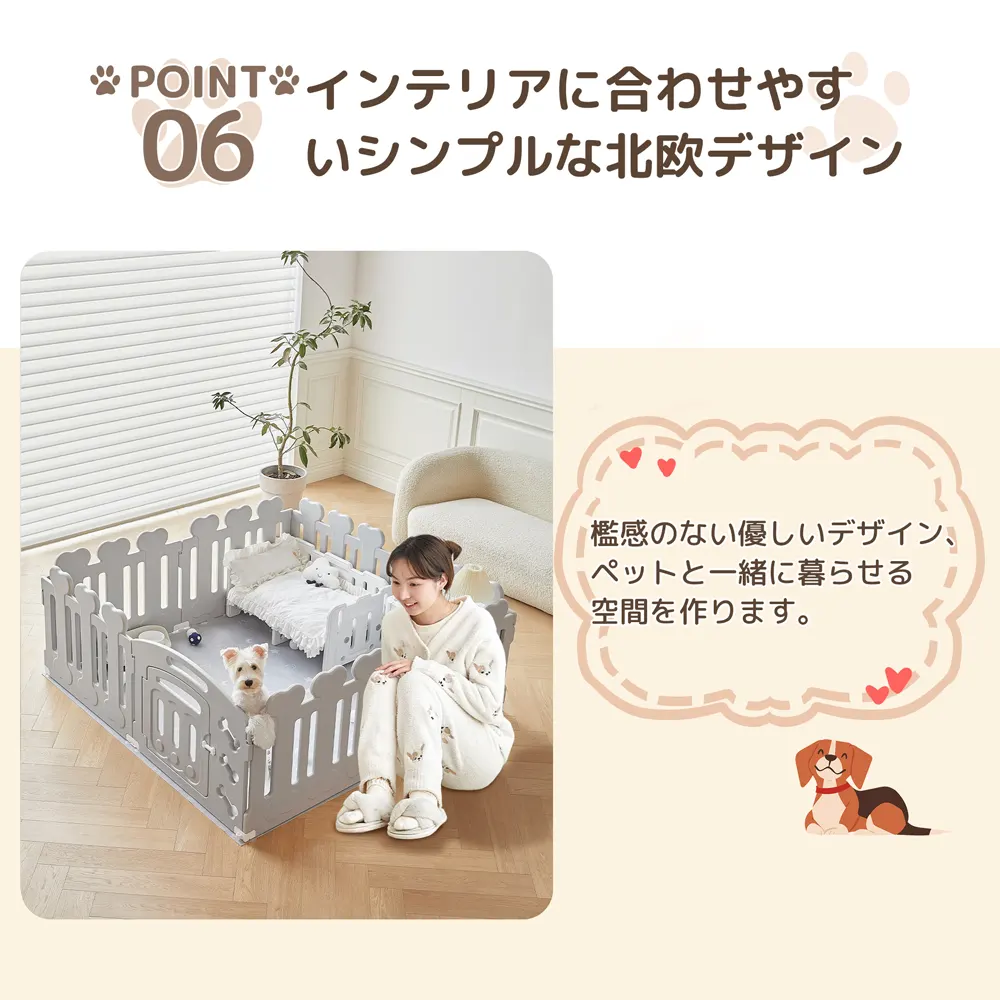 POINT
06
インテリアに合わせやす
いシンプルな北欧デザイン
檻感のない優しいデザイン、
ペットと一緒に暮らせる
空間を作ります。